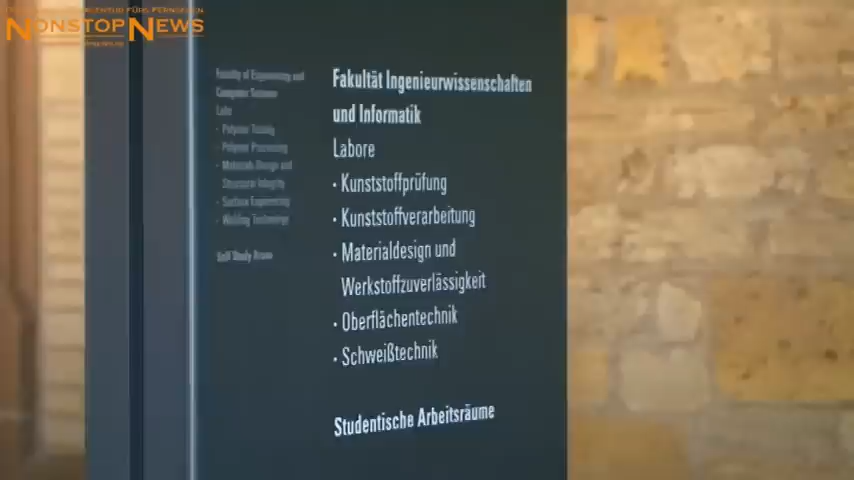 NONSTOPNEWS
Faculty of Engineering and
Computer Science
Labs
· Polymer Testing
· Polymer Processing
· Materials Design and
Structural Integrity
· Surface Engineering
· Welding Technology
Self Study Room
Fakultät Ingenieurwissenschaften
und Informatik
Labore
· Kunststoffprüfung
· Kunststoffverarbeitung
· Materialdesign und
Werkstoffzuverlässigkeit
· Oberflächentechnik
· Schweißtechnik
Studentische Arbeitsräume